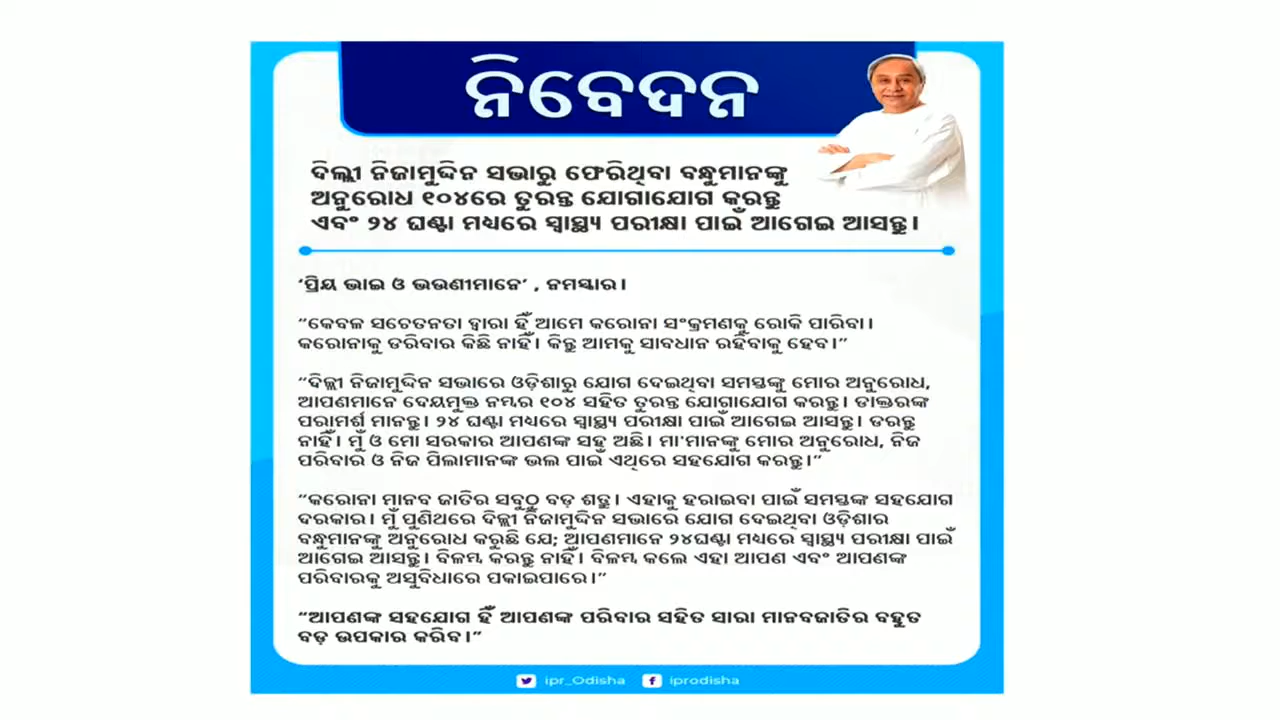 ନିବେଦନ
ଦିଲ୍ଲୀ ନିଜାମୁଦ୍ଦିନ ସଭାରୁ ଫେରିଥିବା ବନ୍ଧୁମାନଙ୍କୁ
ଅନୁରୋଧ ୧୦୪ରେ ତୁରନ୍ତ ଯୋଗାଯୋଗ କରନ୍ତୁ
ଏବଂ ୨୪ ଘଣ୍ଟା ମଧ୍ୟରେ ସ୍ୱାସ୍ଥ୍ୟ ପରୀକ୍ଷା ପାଇଁ ଆଗେଇ ଆସନ୍ତୁ।
‘ପ୍ରିୟ ଭାଇ ଓ ଭଉଣୀମାନେ’ , ନମସ୍କାର।
“କେବଳ ସଚେତନତା ଦ୍ୱାରା ହିଁ ଆମେ କରୋନା ସଂକ୍ରମଣକୁ ରୋକି ପାରିବା।
କରୋନାକୁ ଡରିବାର କିଛି ନାହିଁ। କିନ୍ତୁ ଆମକୁ ସାବଧାନ ରହିବାକୁ ହେବ।”
“ଦିଲ୍ଲୀ ନିଜାମୁଦ୍ଦିନ ସଭାରେ ଓଡ଼ିଶାରୁ ଯୋଗ ଦେଇଥିବା ସମସ୍ତଙ୍କୁ ମୋର ଅନୁରୋଧ,
ଆପଣମାନେ ଦେୟମୁକ୍ତ ନମ୍ବର ୧୦୪ ସହିତ ତୁରନ୍ତ ଯୋଗାଯୋଗ କରନ୍ତୁ। ଡାକ୍ତରଙ୍କ
ପରାମର୍ଶ ମାନନ୍ତୁ। ୨୪ ଘଣ୍ଟା ମଧ୍ୟରେ ସ୍ୱାସ୍ଥ୍ୟ ପରୀକ୍ଷା ପାଇଁ ଆଗେଇ ଆସନ୍ତୁ। ଡରନ୍ତୁ
ନାହିଁ। ମୁଁ ଓ ମୋ ସରକାର ଆପଣଙ୍କ ସହ ଅଛି। ମା'ମାନଙ୍କୁ ମୋର ଅନୁରୋଧ, ନିଜ
ପରିବାର ଓ ନିଜ ପିଲାମାନଙ୍କ ଭଲ ପାଇଁ ଏଥିରେ ସହଯୋଗ କରନ୍ତୁ।”
“କରୋନା ମାନବ ଜାତିର ସବୁଠୁ ବଡ଼ ଶତ୍ରୁ। ଏହାକୁ ହରାଇବା ପାଇଁ ସମସ୍ତଙ୍କ ସହଯୋଗ
ଦରକାର। ମୁଁ ପୁଣିଥରେ ଦିଲ୍ଲୀ ନିଜାମୁଦ୍ଦିନ ସଭାରେ ଯୋଗ ଦେଇଥିବା ଓଡ଼ିଶାର
ବନ୍ଧୁମାନଙ୍କୁ ଅନୁରୋଧ କରୁଛି ଯେ; ଆପଣମାନେ ୨୪ଘଣ୍ଟା ମଧ୍ୟରେ ସ୍ୱାସ୍ଥ୍ୟ ପରୀକ୍ଷା ପାଇଁ
ଆଗେଇ ଆସନ୍ତୁ। ବିଳମ୍ବ କରନ୍ତୁ ନାହିଁ। ବିଳମ୍ବ କଲେ ଏହା ଆପଣ ଏବଂ ଆପଣଙ୍କ
ପରିବାରକୁ ଅସୁବିଧାରେ ପକାଇପାରେ।”
“ଆପଣଙ୍କ ସହଯୋଗ ହିଁ ଆପଣଙ୍କ ପରିବାର ସହିତ ସାରା ମାନବଜାତିର ବହୁତ
ବଡ଼ ଉପକାର କରିବ।”
ipr_Odisha iprodisha